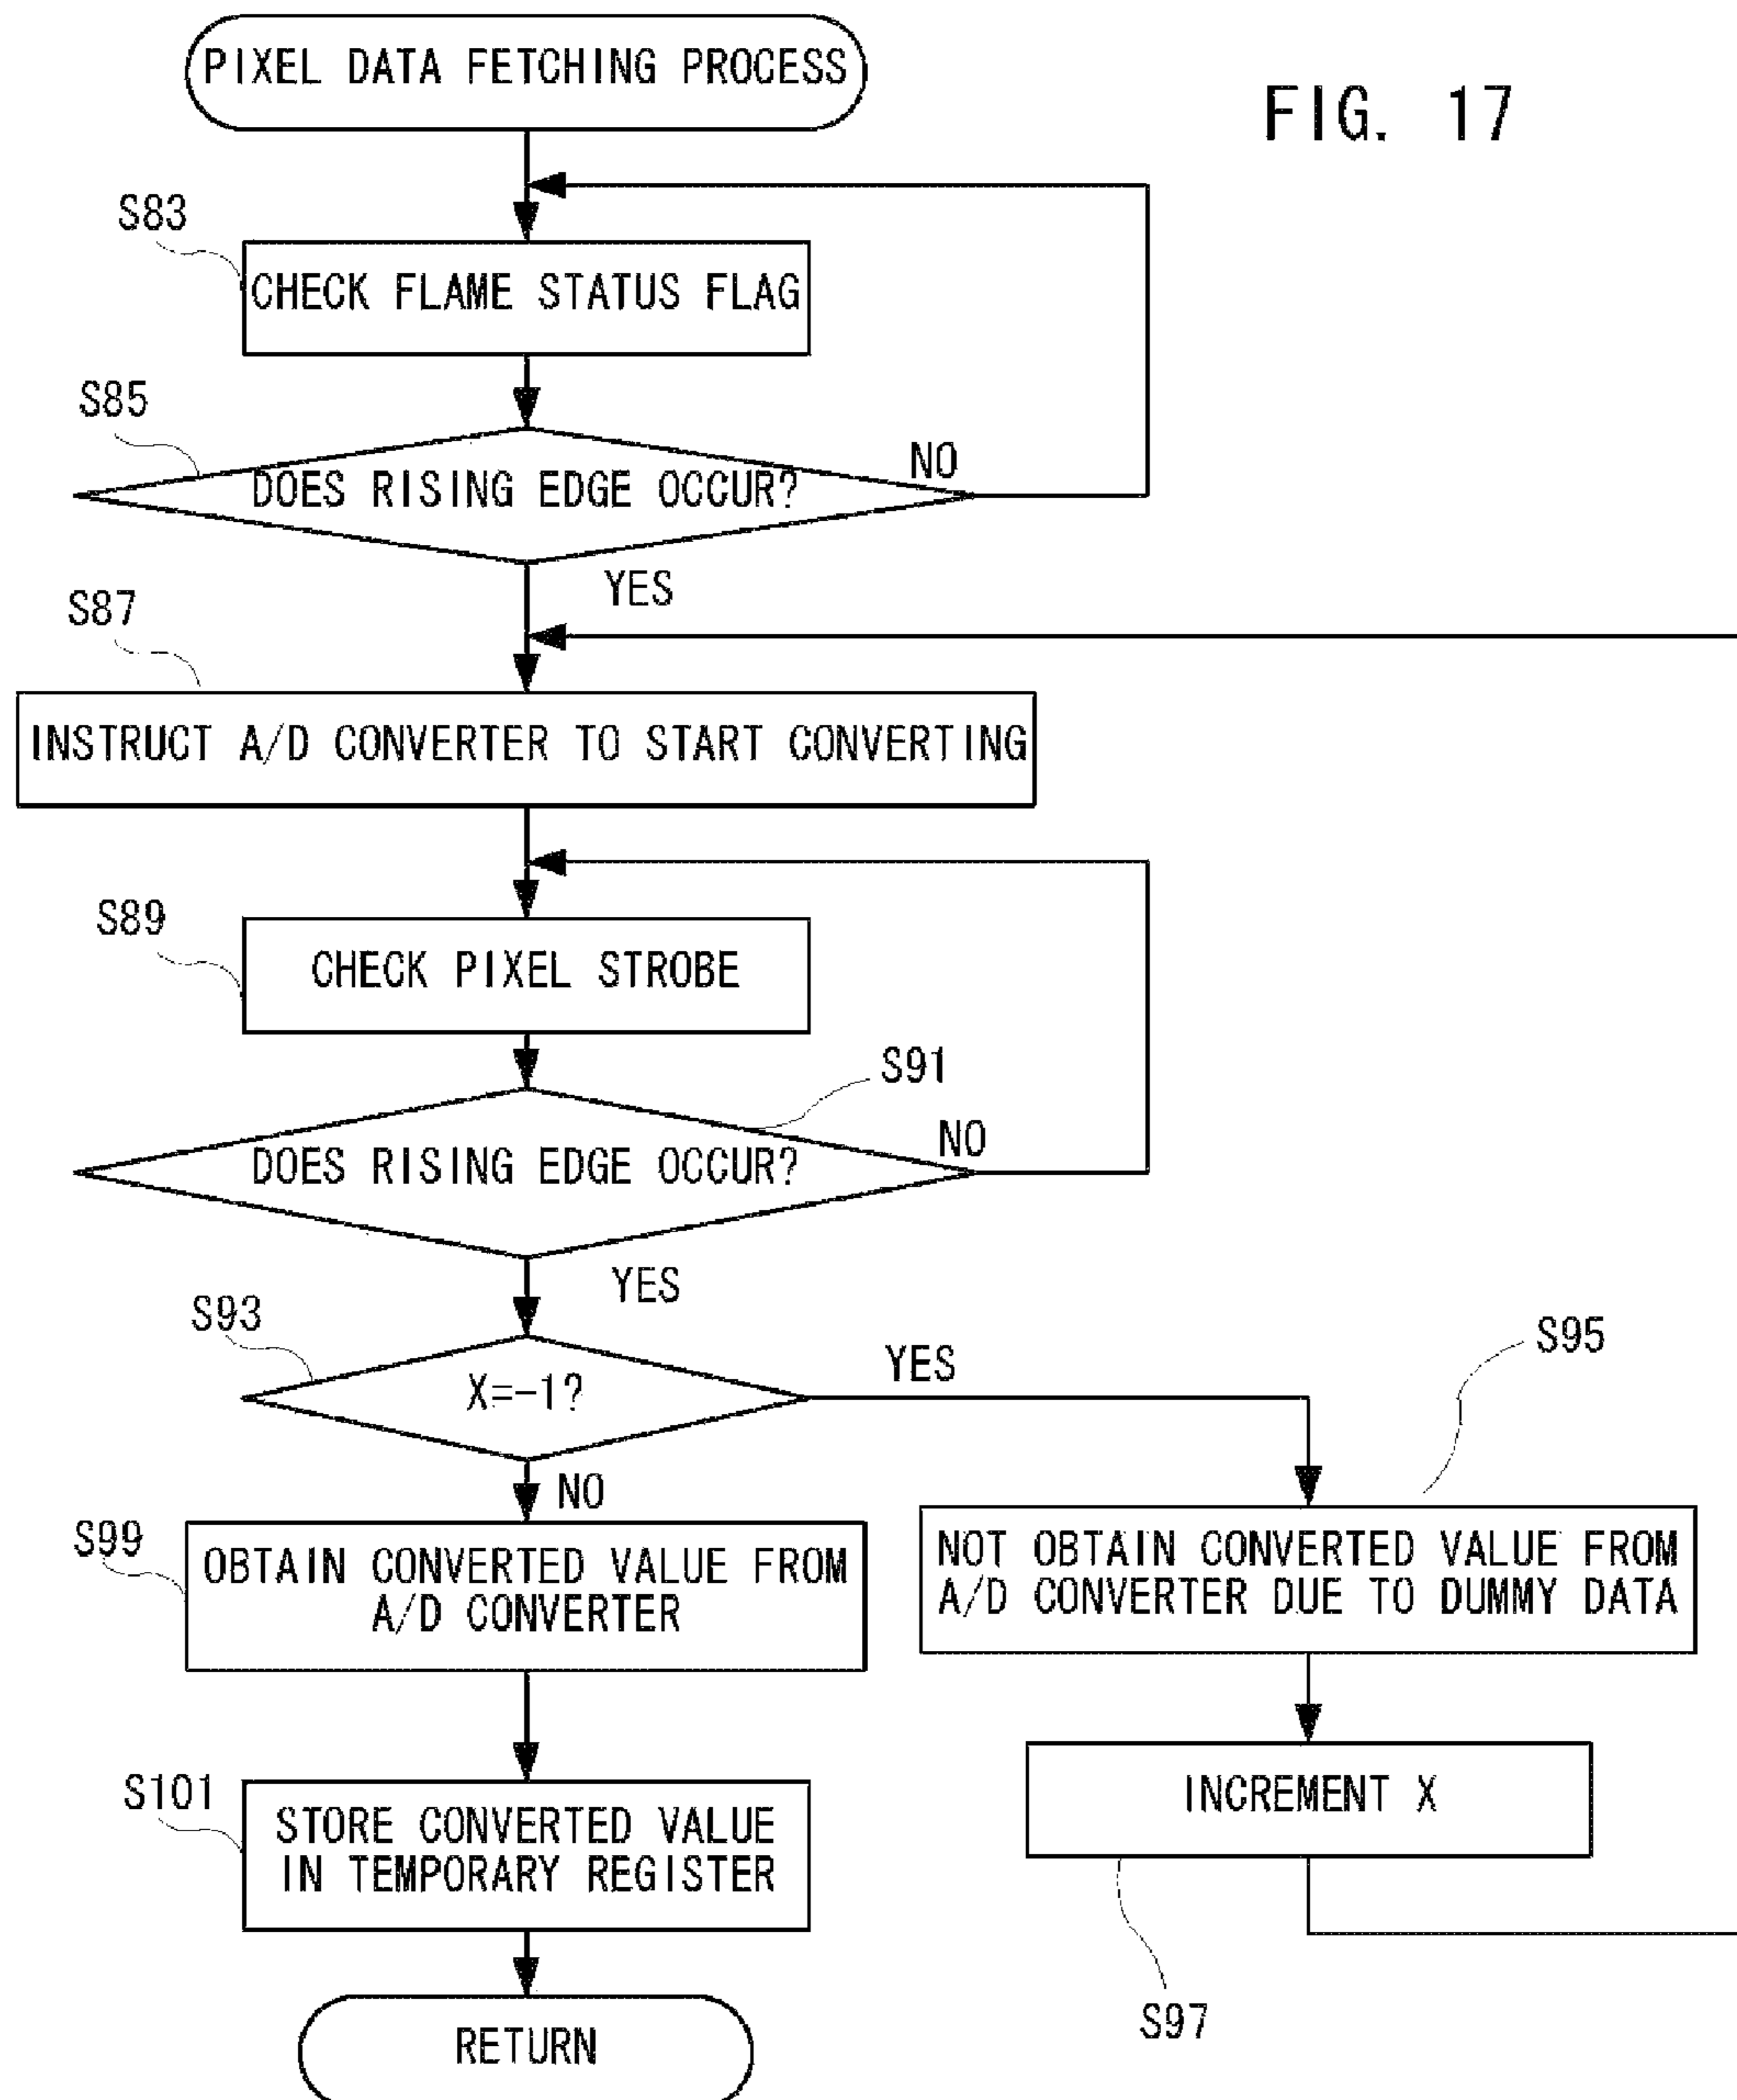 PIXEL DATA FETCHING PROCESS
FIG. 17
S83
CHECK FLAME STATUS FLAG
S85
DOES RISING EDGE OCCUR?
NO
YES
S87
INSTRUCT A/D CONVERTER TO START CONVERTING
S89
CHECK PIXEL STROBE
S91
DOES RISING EDGE OCCUR?
NO
YES
S93
X=-1?
YES
S95
NO
S99
OBTAIN CONVERTED VALUE FROM
A/D CONVERTER
NOT OBTAIN CONVERTED VALUE FROM
A/D CONVERTER DUE TO DUMMY DATA
INCREMENT X
S97
S101
STORE CONVERTED VALUE
IN TEMPORARY REGISTER
RETURN